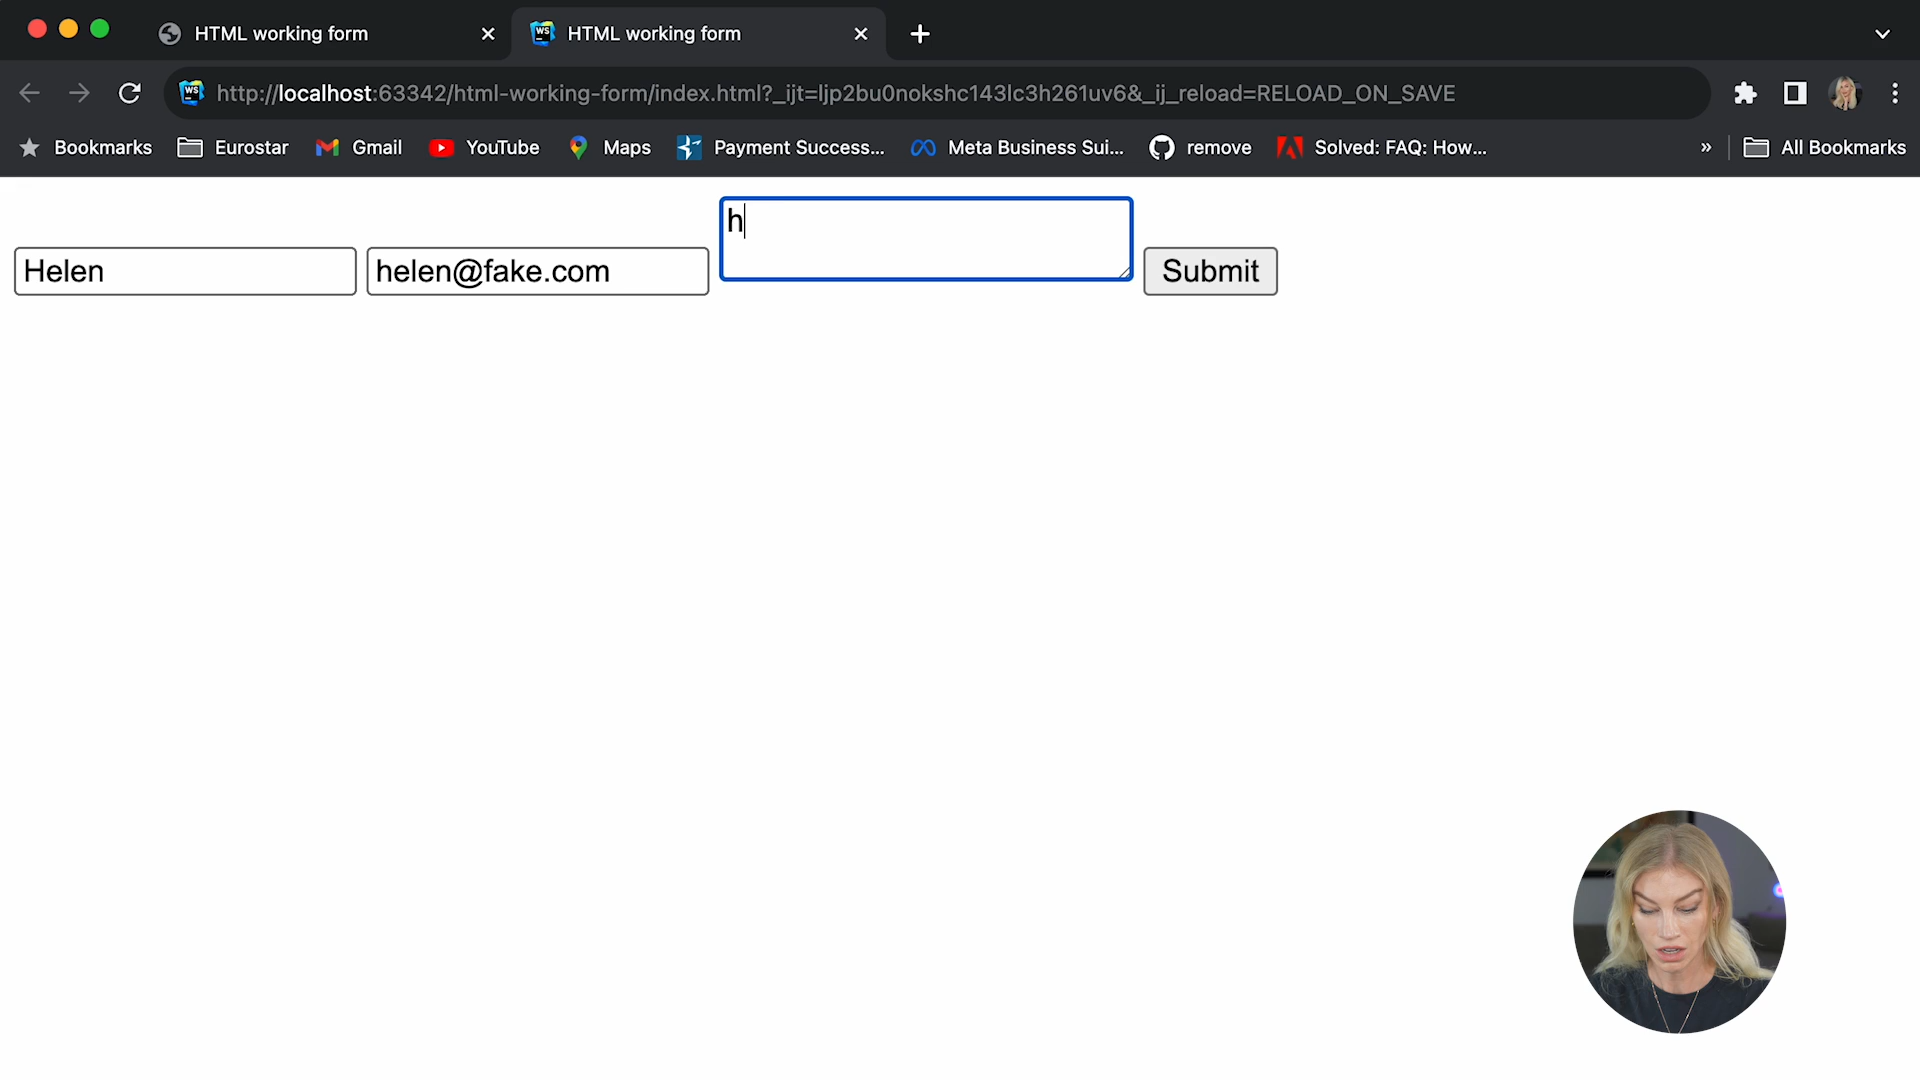 HTML working form
HTML working form
http://localhost:63342/html-working-form/index.html?_ijt=ljp2bu0nokshc143lc3h261uv6&_ij_reload=RELOAD_ON_SAVE
Bookmarks Eurostar Gmail YouTube Maps Payment Success... Meta Business Sui... remove Solved: FAQ: How... » All Bookmarks
h
Helen helen@fake.com Submit